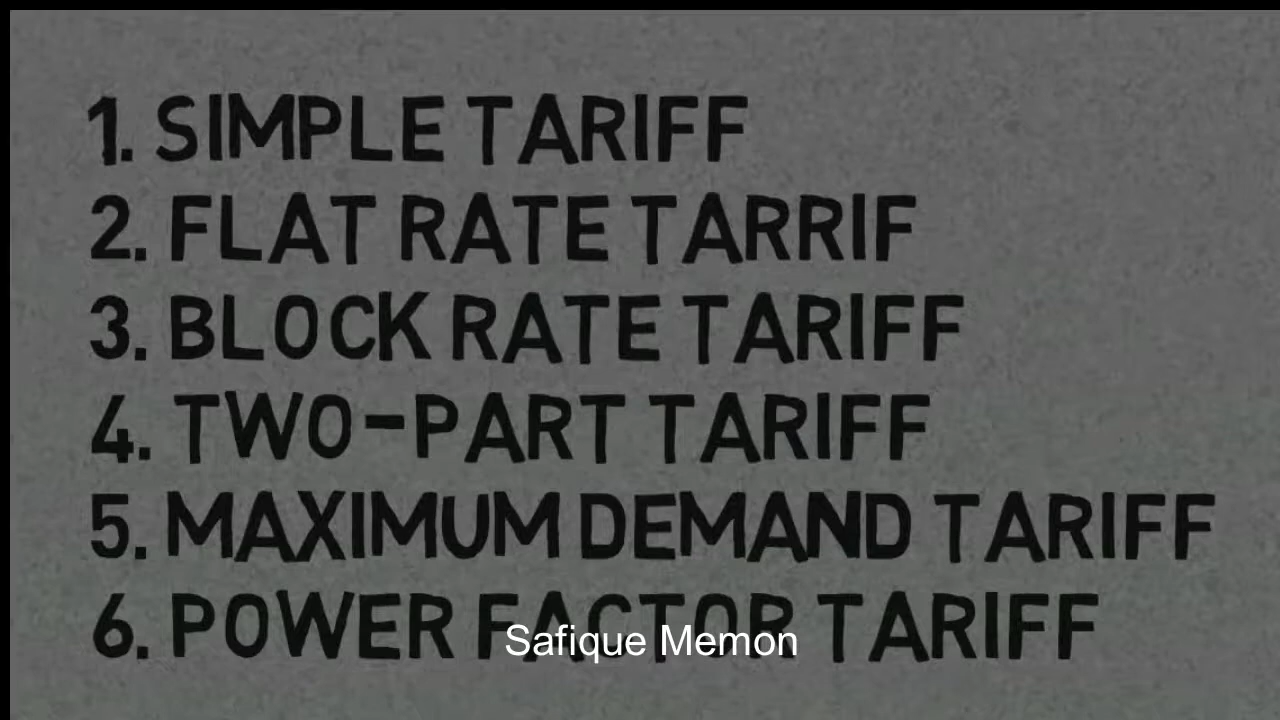 1. SIMPLE TARIFF
2. FLAT RATE TARRIF
3. BLOCK RATE TARIFF
4. TWO-PART TARIFF
5. MAXIMUM DEMAND TARIFF
6. POWER FACTOR TARIFF
Safique Memon